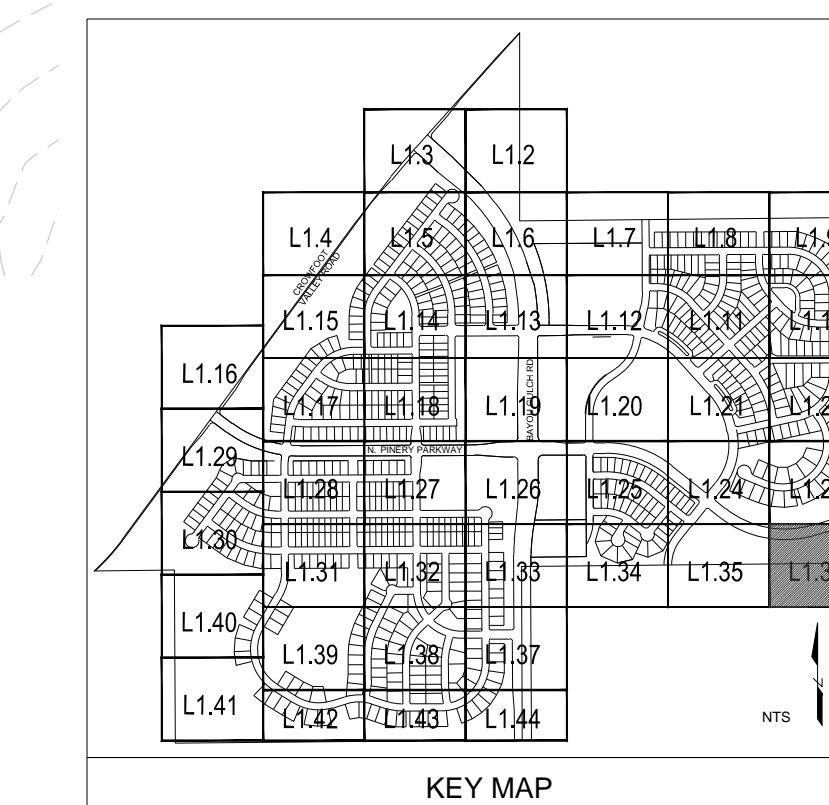 L1.3 L1.2
L1.4 L1.5 L1.6 L1.7 L1.8
CROWFOOT
VALLEY ROAD
L1.15 L1.14 L1.13 L1.12 L1.11
L1.16
BAYOU GULCH RD
L1.17 L1.18 L1.19 L1.20 L1.21
N. PINERY PARKWAY
L1.29
L1.28 L1.27 L1.26 L1.25 L1.24
L1.30
L1.31 L1.32 L1.33 L1.34 L1.35
L1.40
L1.39 L1.38 L1.37
L1.41
L1.42 L1.43 L1.44
NTS
N
KEY MAP